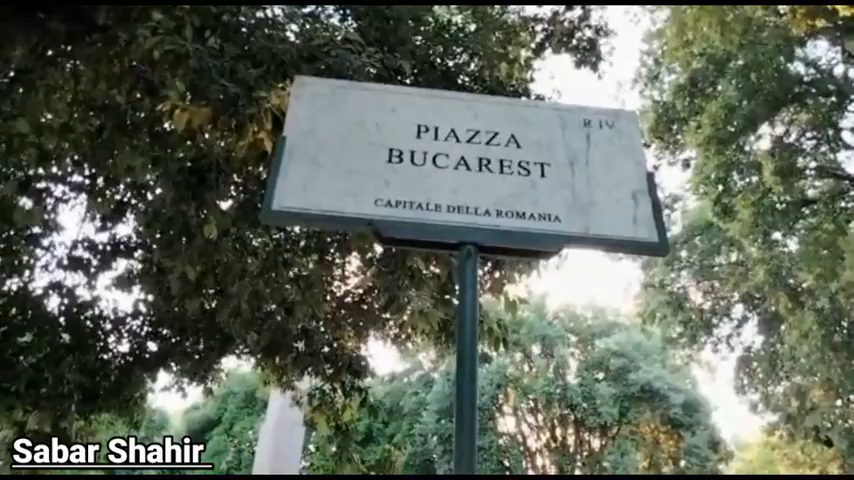 R IV
PIAZZA
BUCAREST
CAPITALE DELLA ROMANIA
Sabar Shahir